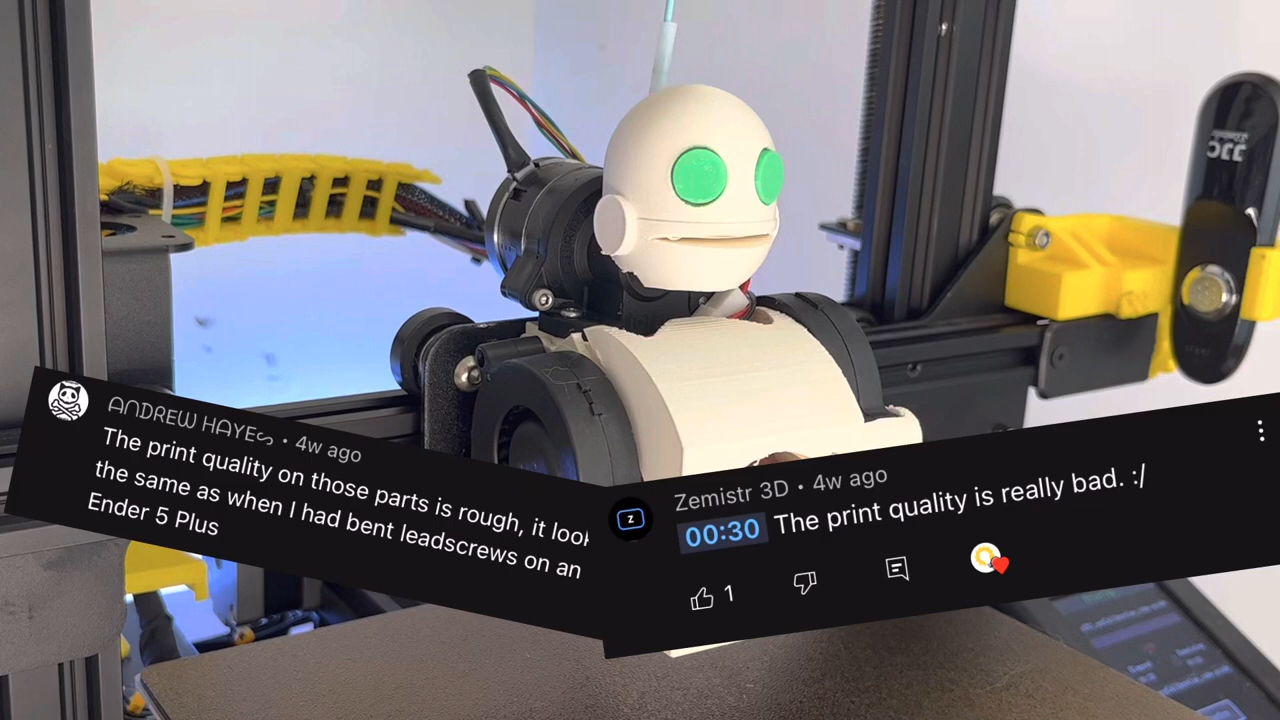 ANDREW HAYES • 4w ago
The print quality on those parts is rough, it look
the same as when I had bent leadscrews on an
Ender 5 Plus
Zemistr 3D • 4w ago
00:30 The print quality is really bad. :/
1